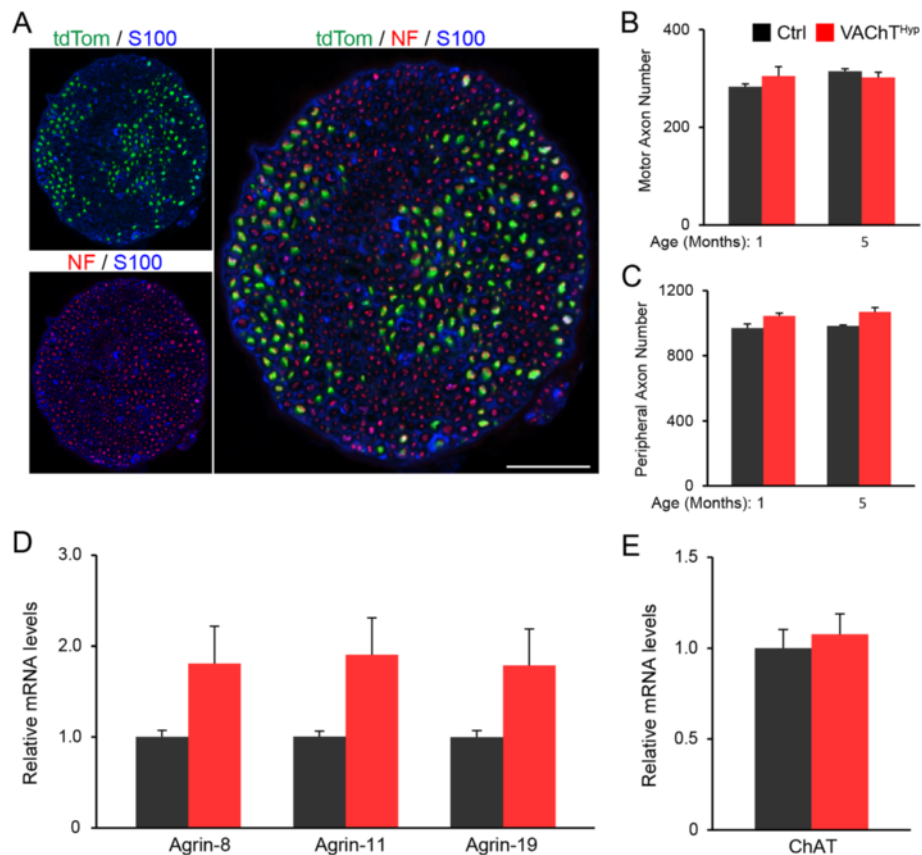 A
tdTom / S100
tdTom / NF / S100
NF / S100
B
Ctrl
VAChT^Hyp
Motor Axon Number
400
200
0
Age (Months): 1
5
C
Peripheral Axon Number
1200
800
400
0
Age (Months): 1
5
D
Relative mRNA levels
3.0
2.0
1.0
0
Agrin-8
Agrin-11
Agrin-19
E
Relative mRNA levels
1.5
1.0
0.5
0
ChAT